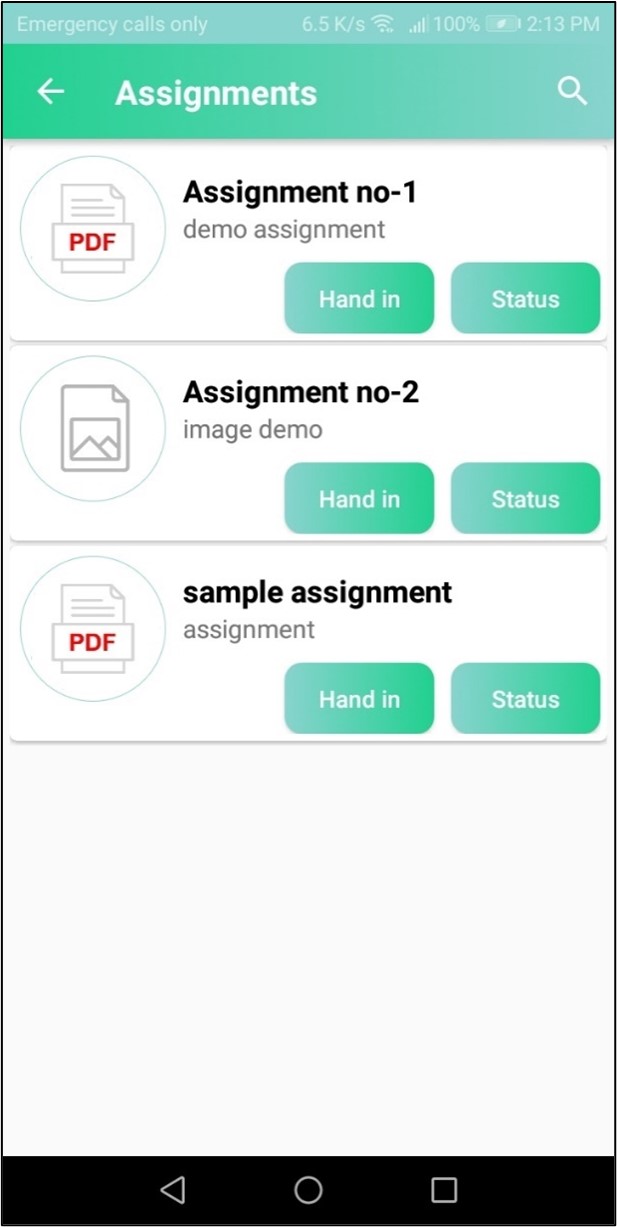 Emergency calls only 6.5 K/s 100% 2:13 PM
Assignments
PDF
Assignment no-1
demo assignment
Hand in Status
Assignment no-2
image demo
Hand in Status
PDF
sample assignment
assignment
Hand in Status